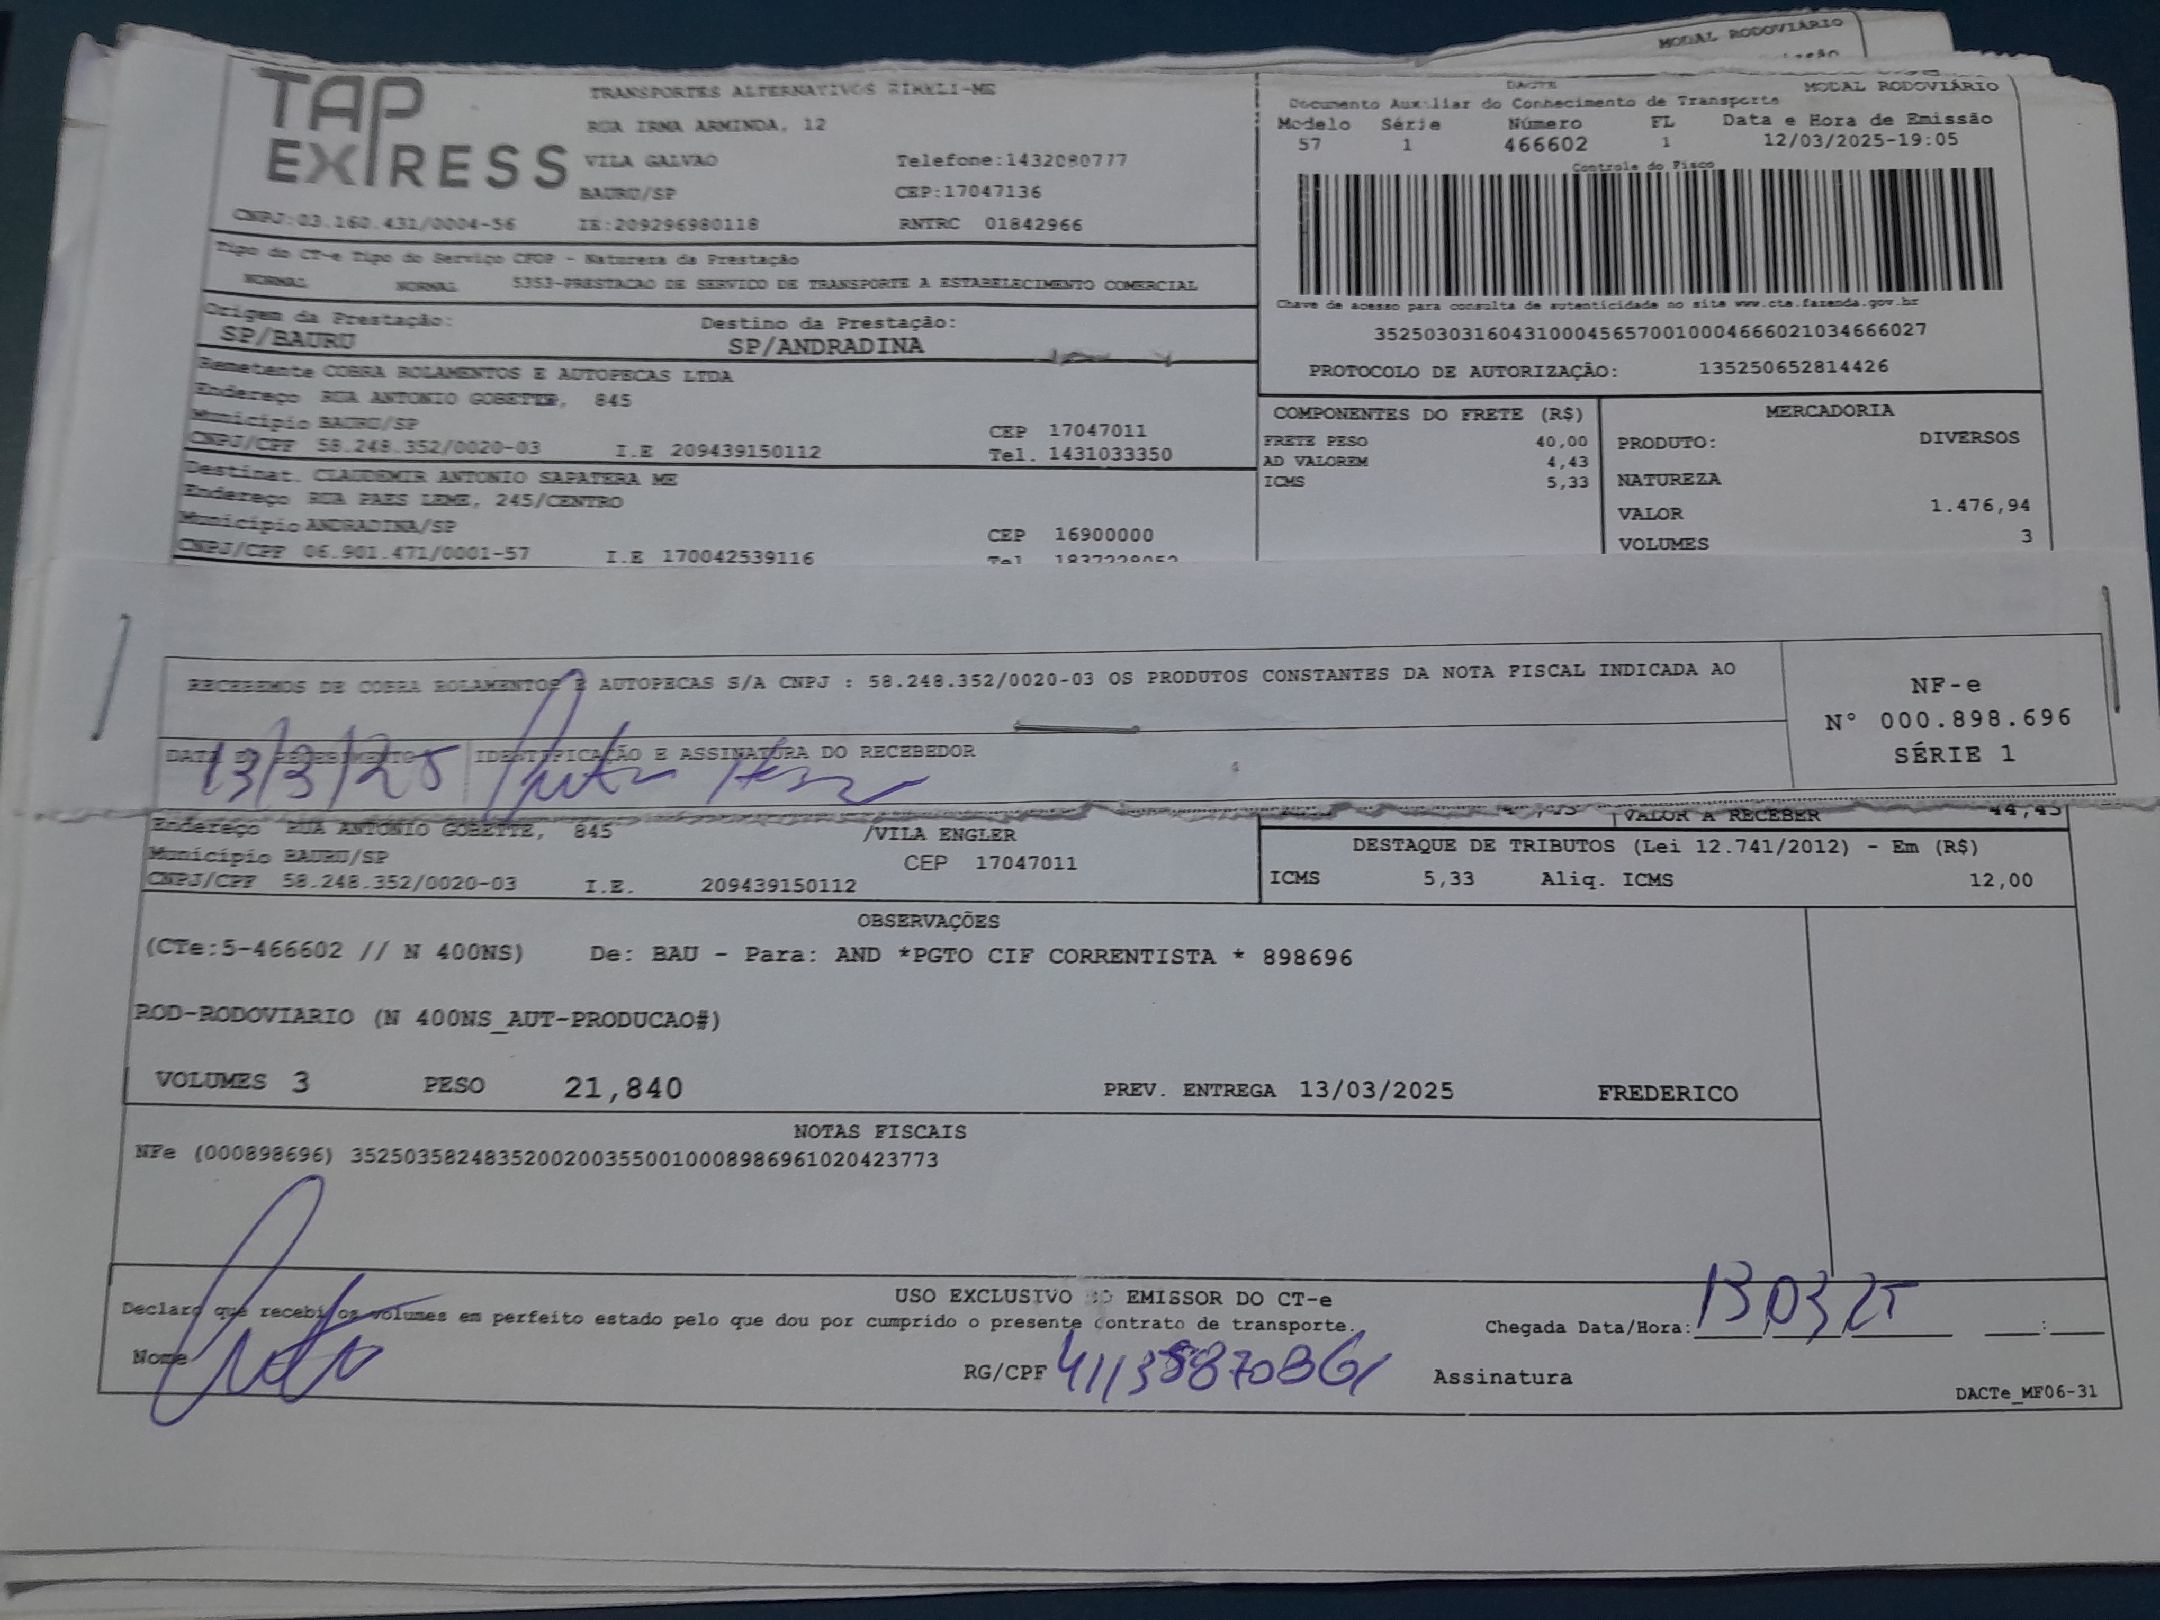 MODAL RODOVIÁRIO
TAP EXPRESS
TRANSPORTES ALTERNATIVOS
RUA IRMA ARMINDA, 12
VILA GALVAO Telefone:1432080777
BAURU/SP CEP:17047136
CNPJ:03.160.431/0004-56 IE:209296980118 RNTRC 01842966
DACTE MODAL RODOVIÁRIO
Documento Auxiliar do Conhecimento de Transporte
Modelo Série Número FL Data e Hora de Emissão
57 1 466602 1 12/03/2025-19:05
Controle do Fisco
Chave de acesso para consulta de autenticidade no site www.cte.fazenda.gov.br
35250303160431000456570010004666021034666027
PROTOCOLO DE AUTORIZAÇÃO: 135250652814426
Tipo do CT-e Tipo do Serviço CFOP - Natureza da Prestação
NORMAL NORMAL 5353-PRESTACAO DE SERVICO DE TRANSPORTE A ESTABELECIMENTO COMERCIAL
Origem da Prestação: Destino da Prestação:
SP/BAURU SP/ANDRADINA
Remetente COBRA ROLAMENTOS E AUTOPECAS LTDA
Endereço RUA ANTONIO GOBETTE, 845
Município BAURU/SP CEP 17047011
CNPJ/CPF 58.248.352/0020-03 I.E 209439150112 Tel. 1431033350
Destinat. CLAUDEMIR ANTONIO SAPATERA ME
Endereço RUA PAES LEME, 245/CENTRO
Município ANDRADINA/SP CEP 16900000
CNPJ/CPF 06.901.471/0001-57 I.E 170042539116 Tel
COMPONENTES DO FRETE (R$)
FRETE PESO 40,00
AD VALOREM 4,43
ICMS 5,33
MERCADORIA
PRODUTO: DIVERSOS
NATUREZA
VALOR 1.476,94
VOLUMES 3
RECEBEMOS DE COBRA ROLAMENTOS E AUTOPECAS S/A CNPJ : 58.248.352/0020-03 OS PRODUTOS CONSTANTES DA NOTA FISCAL INDICADA AO
NF-e
N° 000.898.696
SÉRIE 1
DATA DE RECEBIMENTO IDENTIFICAÇÃO E ASSINATURA DO RECEBEDOR
13/3/25
Endereço RUA ANTONIO GOBETTE, 845 /VILA ENGLER
Município BAURU/SP CEP 17047011
CNPJ/CPF 58.248.352/0020-03 I.E. 209439150112
VALOR A RECEBER 44,43
DESTAQUE DE TRIBUTOS (Lei 12.741/2012) - Em (R$)
ICMS 5,33 Aliq. ICMS 12,00
OBSERVAÇÕES
(CTe:5-466602 // N 400NS) De: BAU - Para: AND *PGTO CIF CORRENTISTA * 898696
ROD-RODOVIARIO (N 400NS_AUT-PRODUCAO#)
VOLUMES 3 PESO 21,840 PREV. ENTREGA 13/03/2025 FREDERICO
NOTAS FISCAIS
NFe (000898696) 35250358248352002003550010008986961020423773
USO EXCLUSIVO DO EMISSOR DO CT-e
Declaro que recebi os volumes em perfeito estado pelo que dou por cumprido o presente contrato de transporte.
Chegada Data/Hora: 13 03 25 :
Nome RG/CPF Assinatura
DACTe_MF06-31